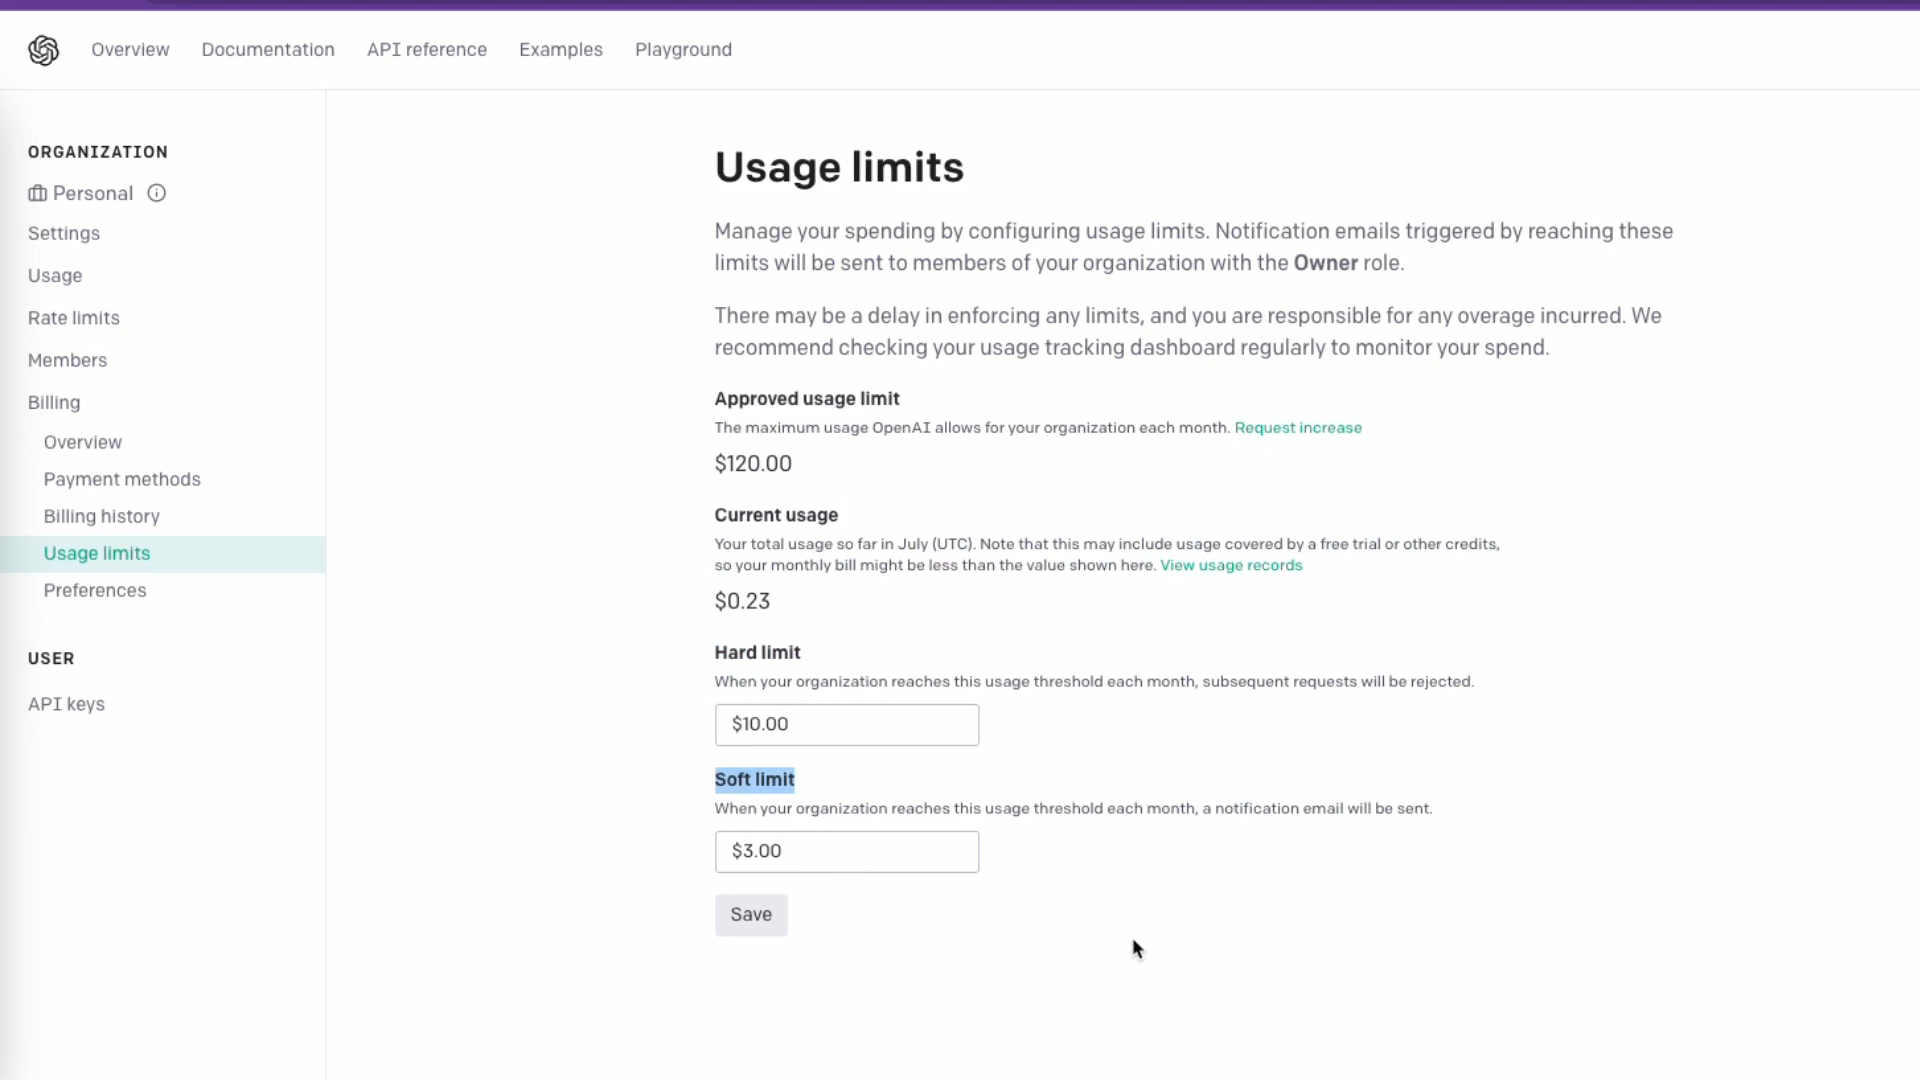 Overview Documentation API reference Examples Playground
ORGANIZATION
Personal
Settings
Usage
Rate limits
Members
Billing
Overview
Payment methods
Billing history
Usage limits
Preferences
USER
API keys
Usage limits
Manage your spending by configuring usage limits. Notification emails triggered by reaching these
limits will be sent to members of your organization with the Owner role.
There may be a delay in enforcing any limits, and you are responsible for any overage incurred. We
recommend checking your usage tracking dashboard regularly to monitor your spend.
Approved usage limit
The maximum usage OpenAI allows for your organization each month. Request increase
$120.00
Current usage
Your total usage so far in July (UTC). Note that this may include usage covered by a free trial or other credits,
so your monthly bill might be less than the value shown here. View usage records
$0.23
Hard limit
When your organization reaches this usage threshold each month, subsequent requests will be rejected.
$10.00
Soft limit
When your organization reaches this usage threshold each month, a notification email will be sent.
$3.00
Save